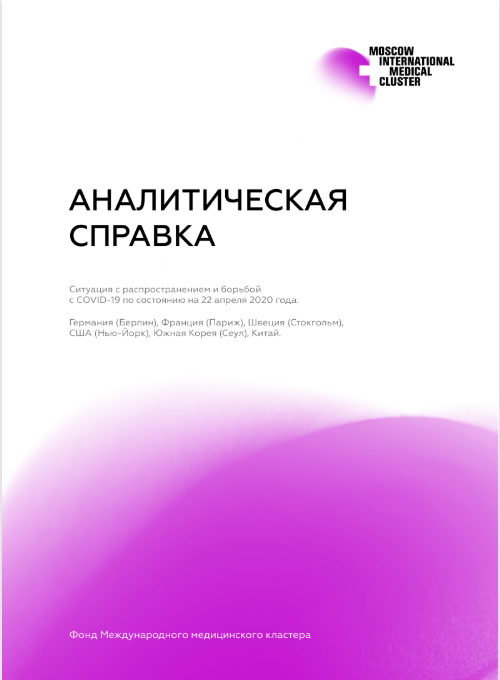 MOSCOW
INTERNATIONAL
MEDICAL
CLUSTER
АНАЛИТИЧЕСКАЯ
СПРАВКА
Ситуация с распространением и борьбой
с COVID-19 по состоянию на 22 апреля 2020 года.
Германия (Берлин), Франция (Париж), Швеция (Стокгольм),
США (Нью-Йорк), Южная Корея (Сеул), Китай.
Фонд Международного медицинского кластера